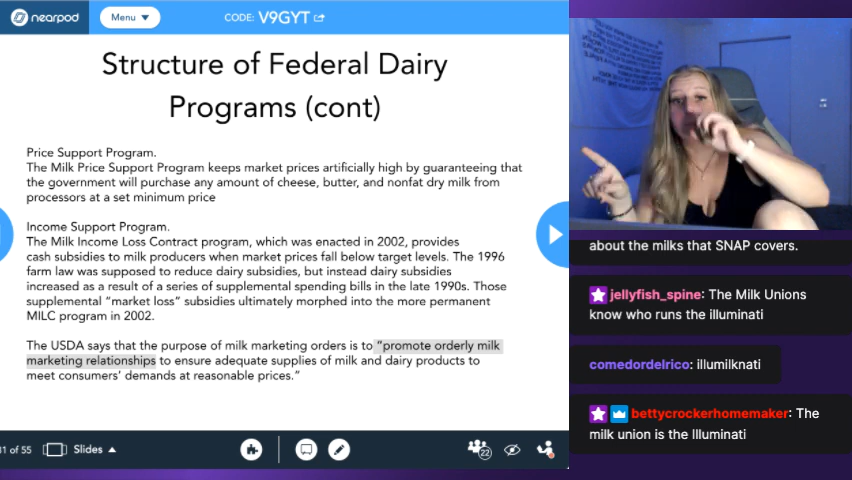 nearpod
Menu
CODE: V9GYT
Structure of Federal Dairy
Programs (cont)
Price Support Program.
The Milk Price Support Program keeps market prices artificially high by guaranteeing that
the government will purchase any amount of cheese, butter, and nonfat dry milk from
processors at a set minimum price
Income Support Program.
The Milk Income Loss Contract program, which was enacted in 2002, provides
cash subsidies to milk producers when market prices fall below target levels. The 1996
farm law was supposed to reduce dairy subsidies, but instead dairy subsidies
increased as a result of a series of supplemental spending bills in the late 1990s. Those
supplemental “market loss” subsidies ultimately morphed into the more permanent
MILC program in 2002.
The USDA says that the purpose of milk marketing orders is to “promote orderly milk
marketing relationships to ensure adequate supplies of milk and dairy products to
meet consumers’ demands at reasonable prices.”
31 of 55
Slides
22
about the milks that SNAP covers.
jellyfish_spine: The Milk Unions
know who runs the illuminati
comedordelrico: illumilknati
bettycrockerhomemaker: The
milk union is the Illuminati